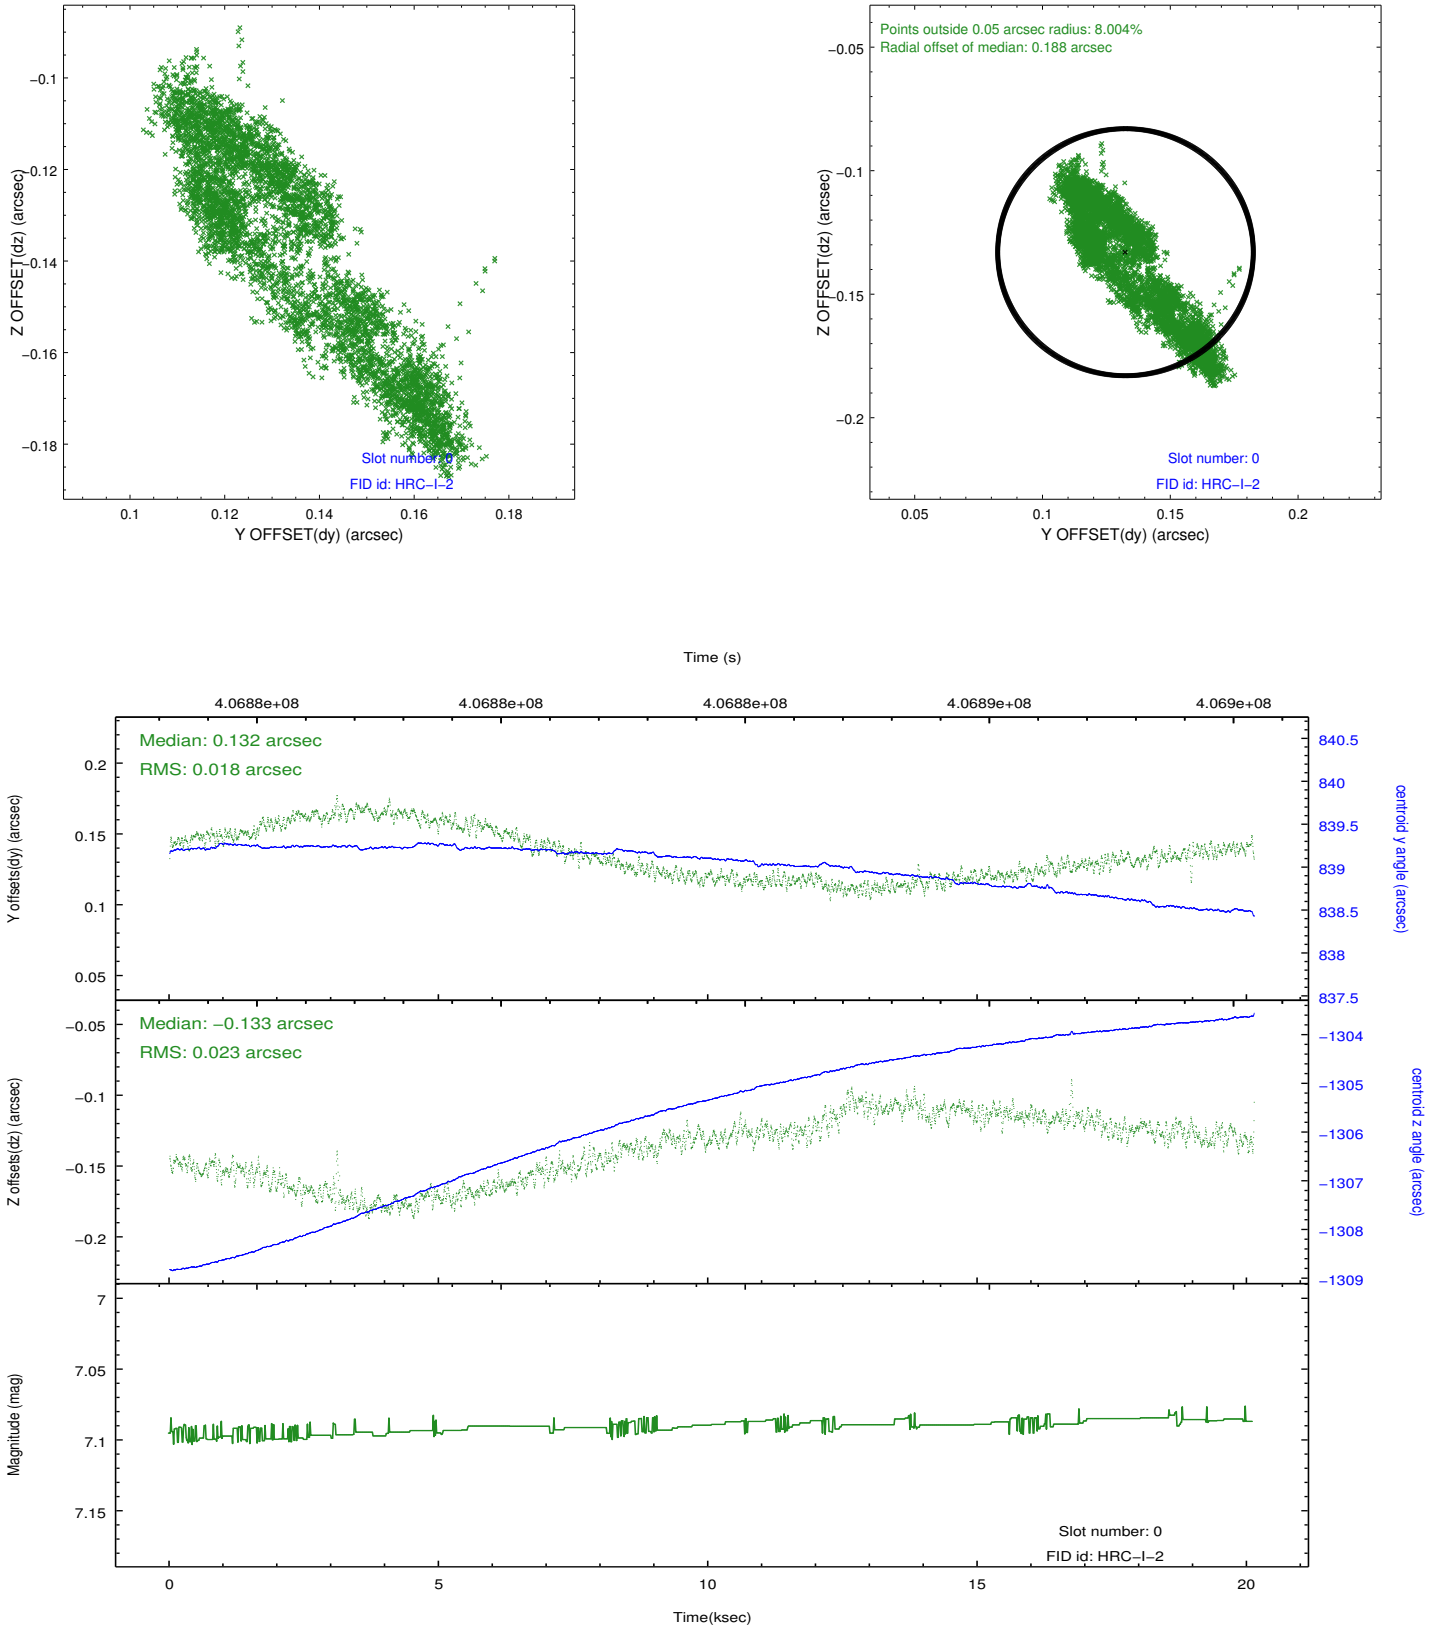 −0.1
−0.12
−0.14
−0.16
−0.18
Z OFFSET(dz) (arcsec)
Slot number: 0
FID id: HRC−I−2
0.1 0.12 0.14 0.16 0.18
Y OFFSET(dy) (arcsec)
Points outside 0.05 arcsec radius: 8.004%
Radial offset of median: 0.188 arcsec
−0.05
−0.1
−0.15
−0.2
Z OFFSET(dz) (arcsec)
Slot number: 0
FID id: HRC−I−2
0.05 0.1 0.15 0.2
Y OFFSET(dy) (arcsec)
Time (s)
4.0688e+08 4.0688e+08 4.0688e+08 4.0689e+08 4.069e+08
Median: 0.132 arcsec
RMS: 0.018 arcsec
0.2
0.15
0.1
0.05
Y offsets(dy) (arcsec)
840.5
840
839.5
839
838.5
838
837.5
centroid y angle (arcsec)
Median: −0.133 arcsec
RMS: 0.023 arcsec
−0.05
−0.1
−0.15
−0.2
Z offsets(dz) (arcsec)
−1304
−1305
−1306
−1307
−1308
−1309
centroid z angle (arcsec)
7
7.05
7.1
7.15
Magnitude (mag)
Slot number: 0
FID id: HRC−I−2
0 5 10 15 20
Time(ksec)